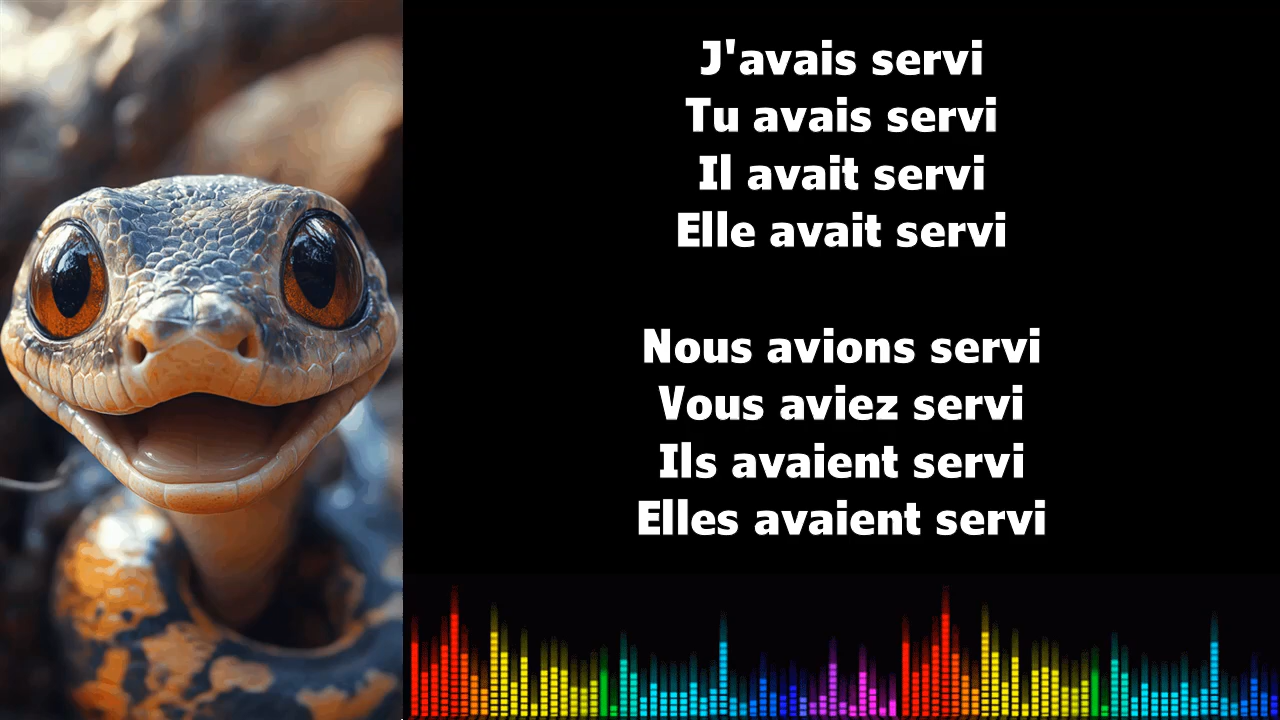 J'avais servi
Tu avais servi
Il avait servi
Elle avait servi
Nous avions servi
Vous aviez servi
Ils avaient servi
Elles avaient servi